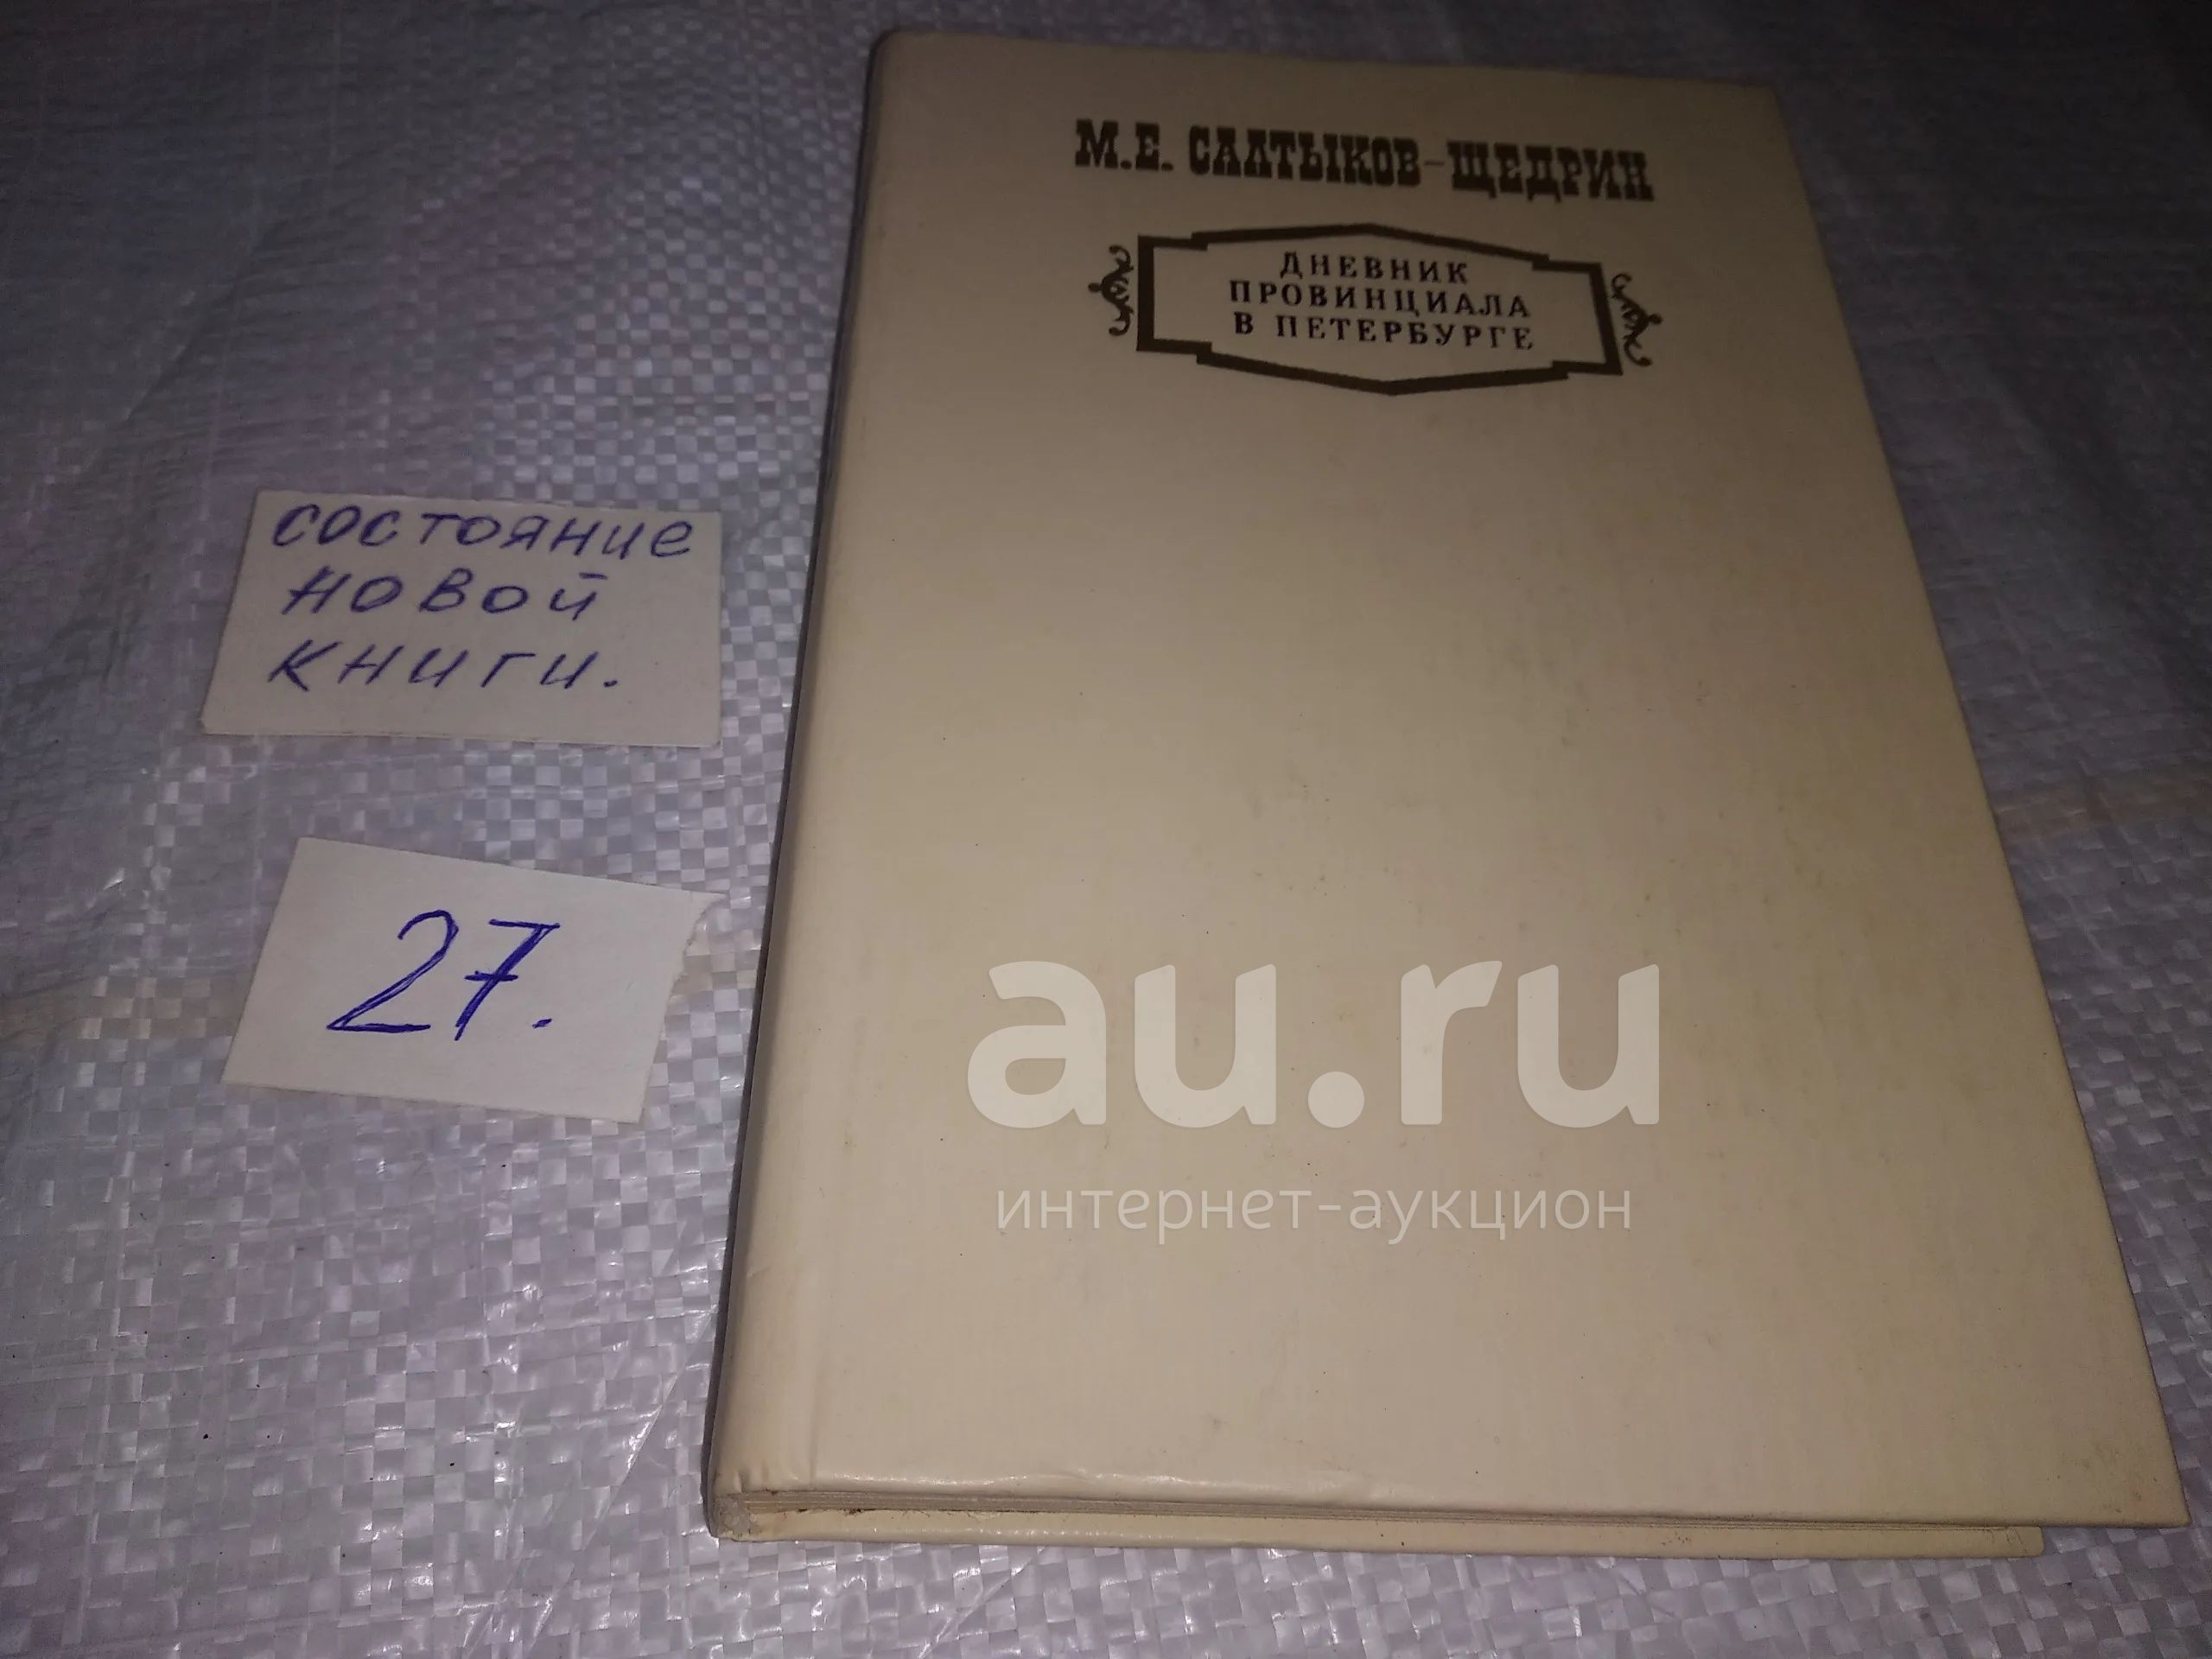 М.Е. САЛТЫКОВ-ЩЕДРИН
ДНЕВНИК
ПРОВИНЦИАЛА
В ПЕТЕРБУРГЕ
состояние
новой
книги.
27.
au.ru
интернет-аукцион